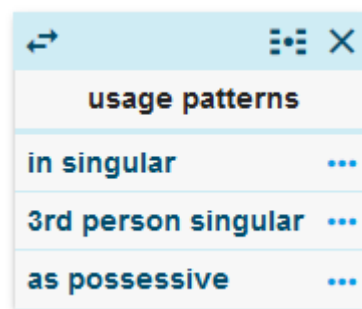 usage patterns
in singular
3rd person singular
as possessive